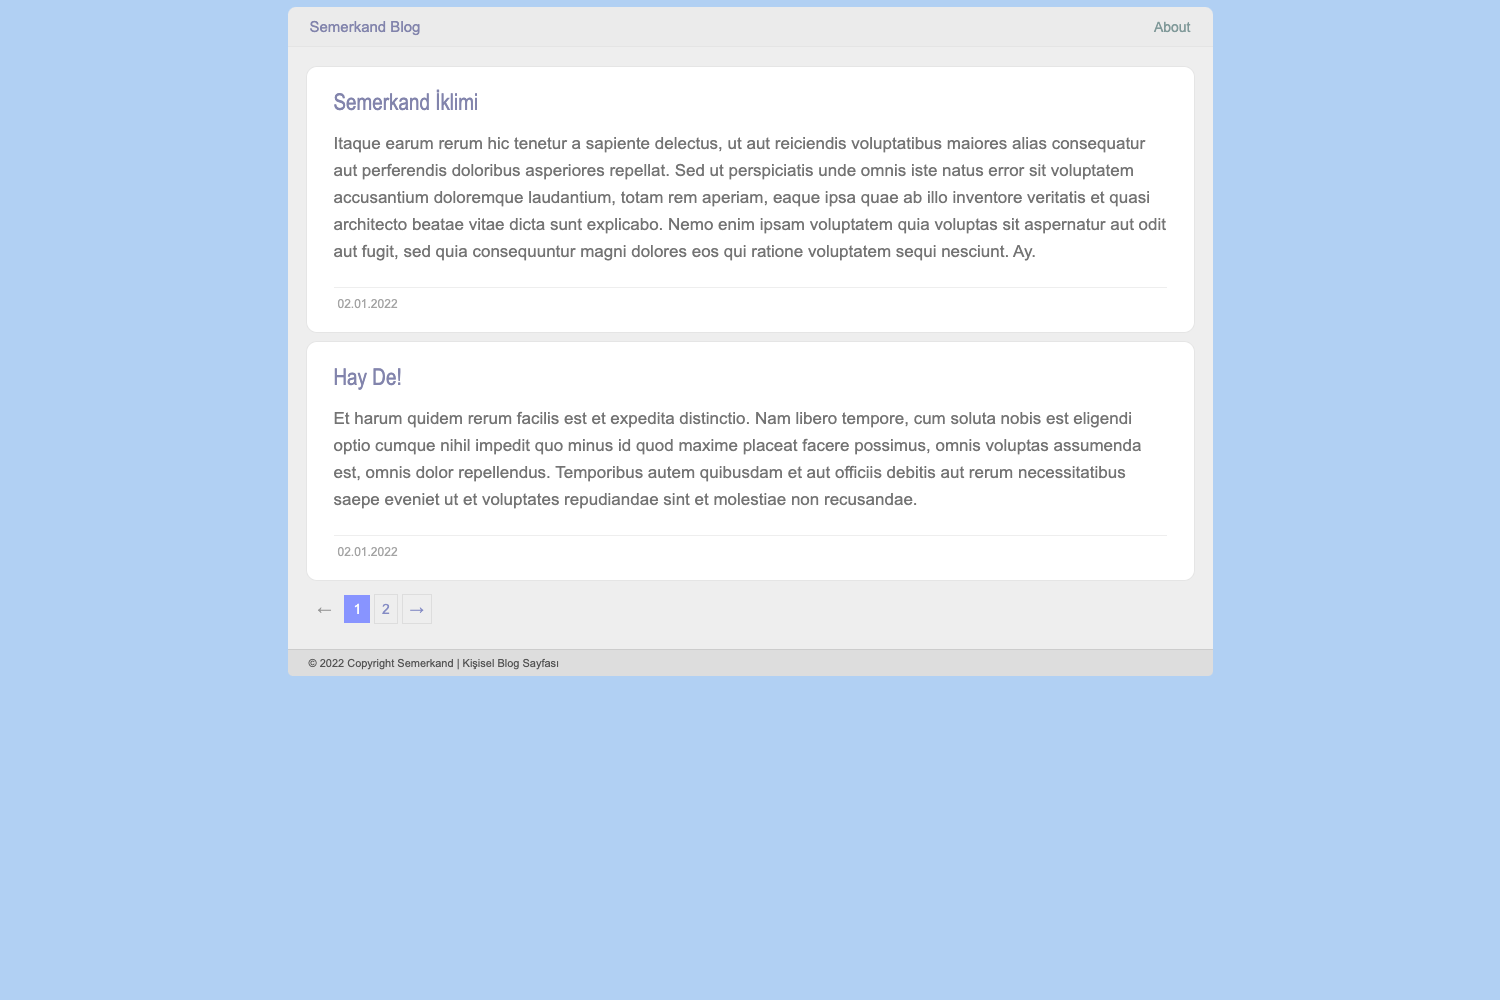 Semerkand Blog
About
Semerkand İklimi
Itaque earum rerum hic tenetur a sapiente delectus, ut aut reiciendis voluptatibus maiores alias consequatur
aut perferendis doloribus asperiores repellat. Sed ut perspiciatis unde omnis iste natus error sit voluptatem
accusantium doloremque laudantium, totam rem aperiam, eaque ipsa quae ab illo inventore veritatis et quasi
architecto beatae vitae dicta sunt explicabo. Nemo enim ipsam voluptatem quia voluptas sit aspernatur aut odit
aut fugit, sed quia consequuntur magni dolores eos qui ratione voluptatem sequi nesciunt. Ay.
02.01.2022
Hay De!
Et harum quidem rerum facilis est et expedita distinctio. Nam libero tempore, cum soluta nobis est eligendi
optio cumque nihil impedit quo minus id quod maxime placeat facere possimus, omnis voluptas assumenda
est, omnis dolor repellendus. Temporibus autem quibusdam et aut officiis debitis aut rerum necessitatibus
saepe eveniet ut et voluptates repudiandae sint et molestiae non recusandae.
02.01.2022
← 1 2 →
© 2022 Copyright Semerkand | Kişisel Blog Sayfası